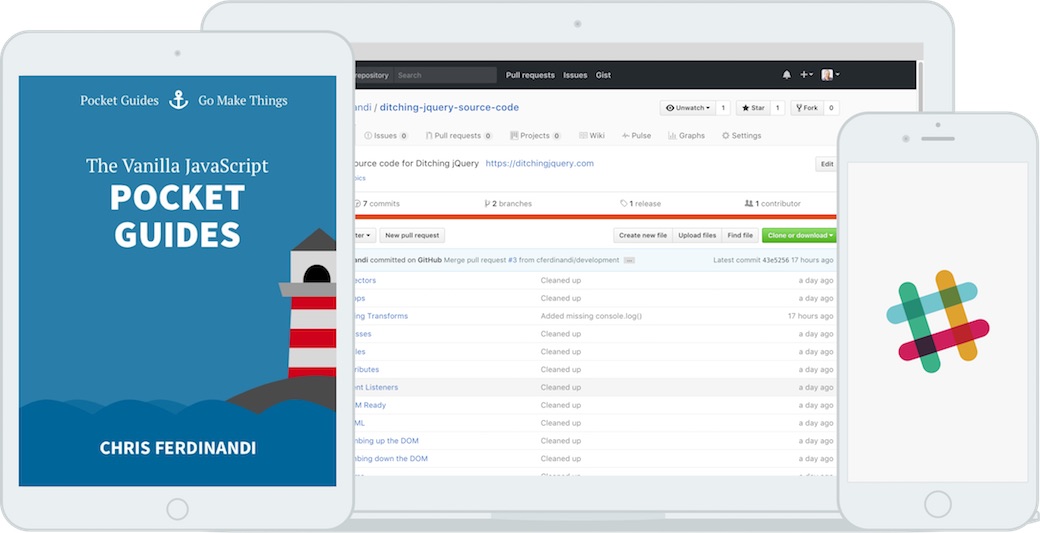 Pocket Guides Go Make Things
The Vanilla JavaScript
POCKET
GUIDES
CHRIS FERDINANDI
repository Search Pull requests Issues Gist
/ ditching-jquery-source-code Unwatch 1 Star 1 Fork 0
Issues 0 Pull requests 0 Projects 0 Wiki Pulse Graphs Settings
ource code for Ditching jQuery https://ditchingjquery.com Edit
ics
7 commits 2 branches 1 release 1 contributor
ter New pull request Create new file Upload files Find file Clone or download
andi committed on GitHub Merge pull request #3 from cferdinandi/development ... Latest commit 43e5256 17 hours ago
ectors Cleaned up a day ago
ops Cleaned up a day ago
ing Transforms Added missing console.log() 17 hours ago
sses Cleaned up a day ago
les Cleaned up a day ago
ributes Cleaned up a day ago
ent Listeners Cleaned up a day ago
M Ready Cleaned up a day ago
ML Cleaned up a day ago
mbing up the DOM Cleaned up a day ago
mbing down the DOM Cleaned up a day ago